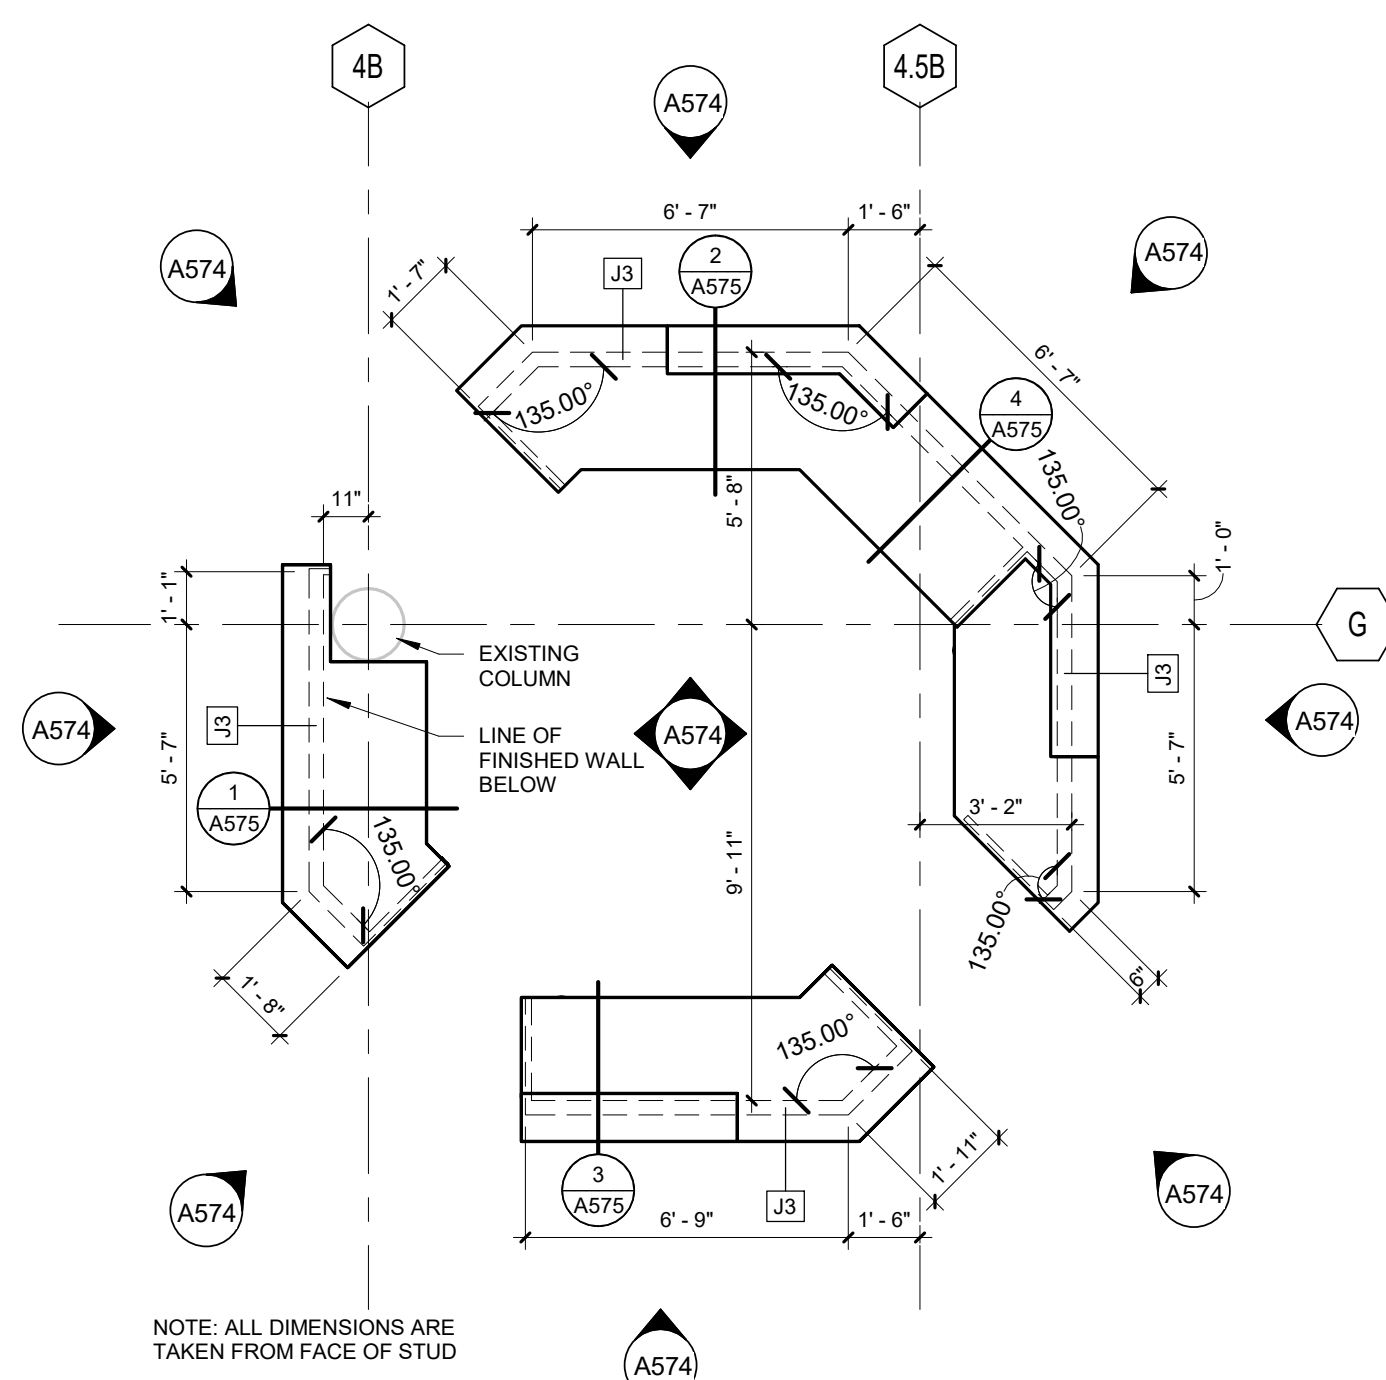 4B
4.5B
A574
6' - 7"
1' - 6"
A574
A574
1' - 7"
J3
2
A575
6' - 7"
135.00°
135.00°
4
A575
135.00°
11"
5' - 8"
1' - 0"
1' - 1"
G
EXISTING
COLUMN
J3
J3
A574
LINE OF
FINISHED WALL
BELOW
A574
A574
5' - 7"
5' - 7"
1
A575
3' - 2"
135.00°
9' - 11"
135.00°
1' - 8"
6"
135.00°
3
A575
J3
1' - 11"
A574
A574
6' - 9"
1' - 6"
NOTE: ALL DIMENSIONS ARE
TAKEN FROM FACE OF STUD
A574